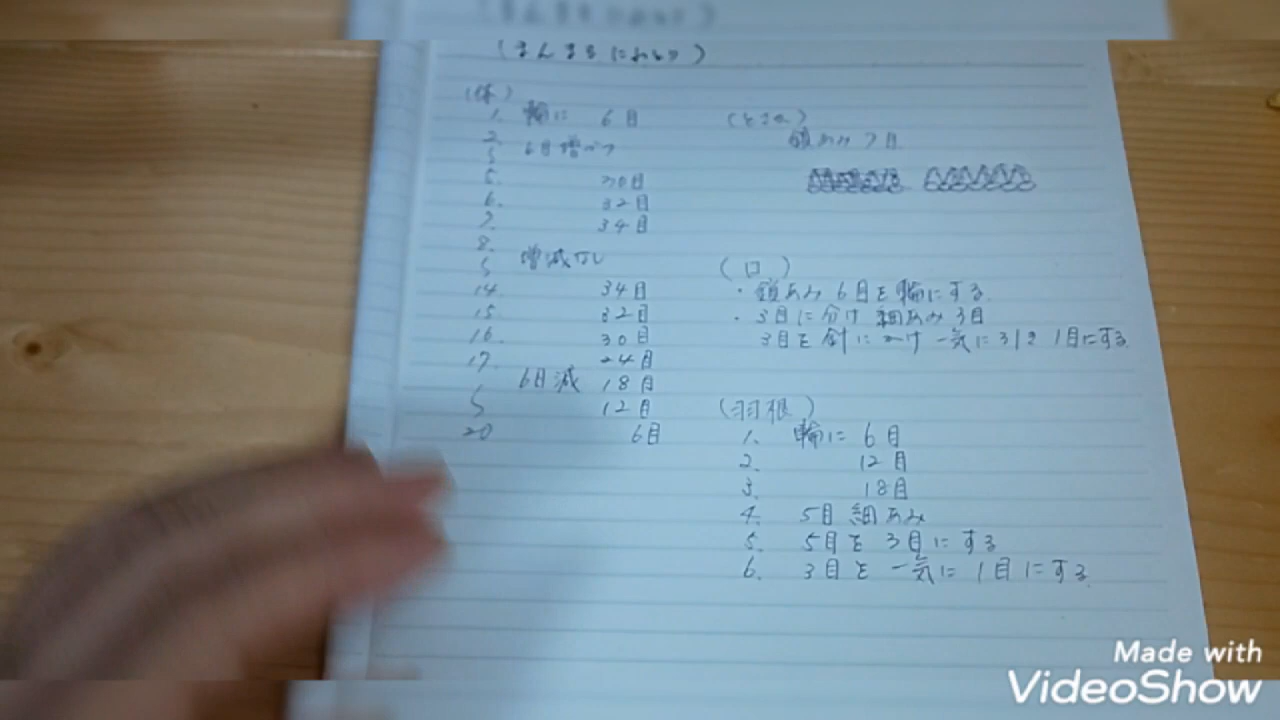 (まんまるにわとり)
(体)
1. 輪に 6目
2. 6目増べつ
5. 30目
6. 32目
7. 34目
8. 増減なし
14. 34目
15. 32目
16. 30目
17. 24目
6目減 18目
12目
20 6目
(とさか)
鎖あみ 7目
(口)
・鎖あみ 6目を輪にする.
・3目に分け 細あみ 3目
3目を針にかけ 一気に引き 1目にする.
(羽根)
1. 輪に 6目
2. 12目
3. 18目
4. 5目 細あみ
5. 5目を 3目にする
6. 3目を 一気に 1目にする.
Made with
VideoShow